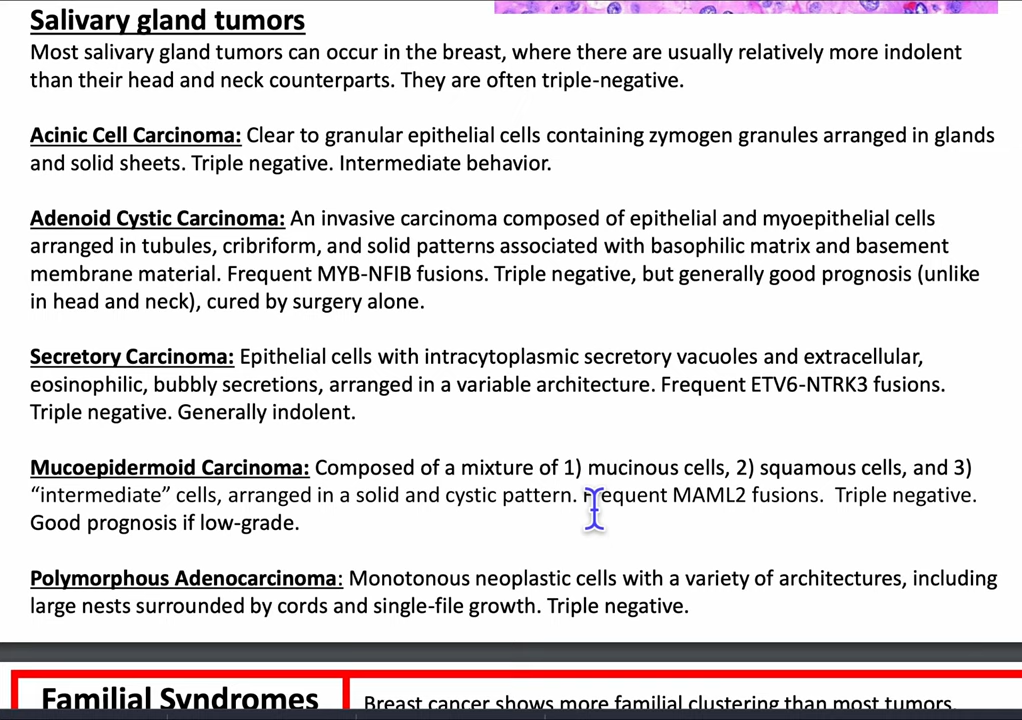 Salivary gland tumors
Most salivary gland tumors can occur in the breast, where there are usually relatively more indolent
than their head and neck counterparts. They are often triple-negative.
Acinic Cell Carcinoma: Clear to granular epithelial cells containing zymogen granules arranged in glands
and solid sheets. Triple negative. Intermediate behavior.
Adenoid Cystic Carcinoma: An invasive carcinoma composed of epithelial and myoepithelial cells
arranged in tubules, cribriform, and solid patterns associated with basophilic matrix and basement
membrane material. Frequent MYB-NFIB fusions. Triple negative, but generally good prognosis (unlike
in head and neck), cured by surgery alone.
Secretory Carcinoma: Epithelial cells with intracytoplasmic secretory vacuoles and extracellular,
eosinophilic, bubbly secretions, arranged in a variable architecture. Frequent ETV6-NTRK3 fusions.
Triple negative. Generally indolent.
Mucoepidermoid Carcinoma: Composed of a mixture of 1) mucinous cells, 2) squamous cells, and 3)
“intermediate” cells, arranged in a solid and cystic pattern. Frequent MAML2 fusions. Triple negative.
Good prognosis if low-grade.
Polymorphous Adenocarcinoma: Monotonous neoplastic cells with a variety of architectures, including
large nests surrounded by cords and single-file growth. Triple negative.
Familial Syndromes
Breast cancer shows more familial clustering than most tumors.